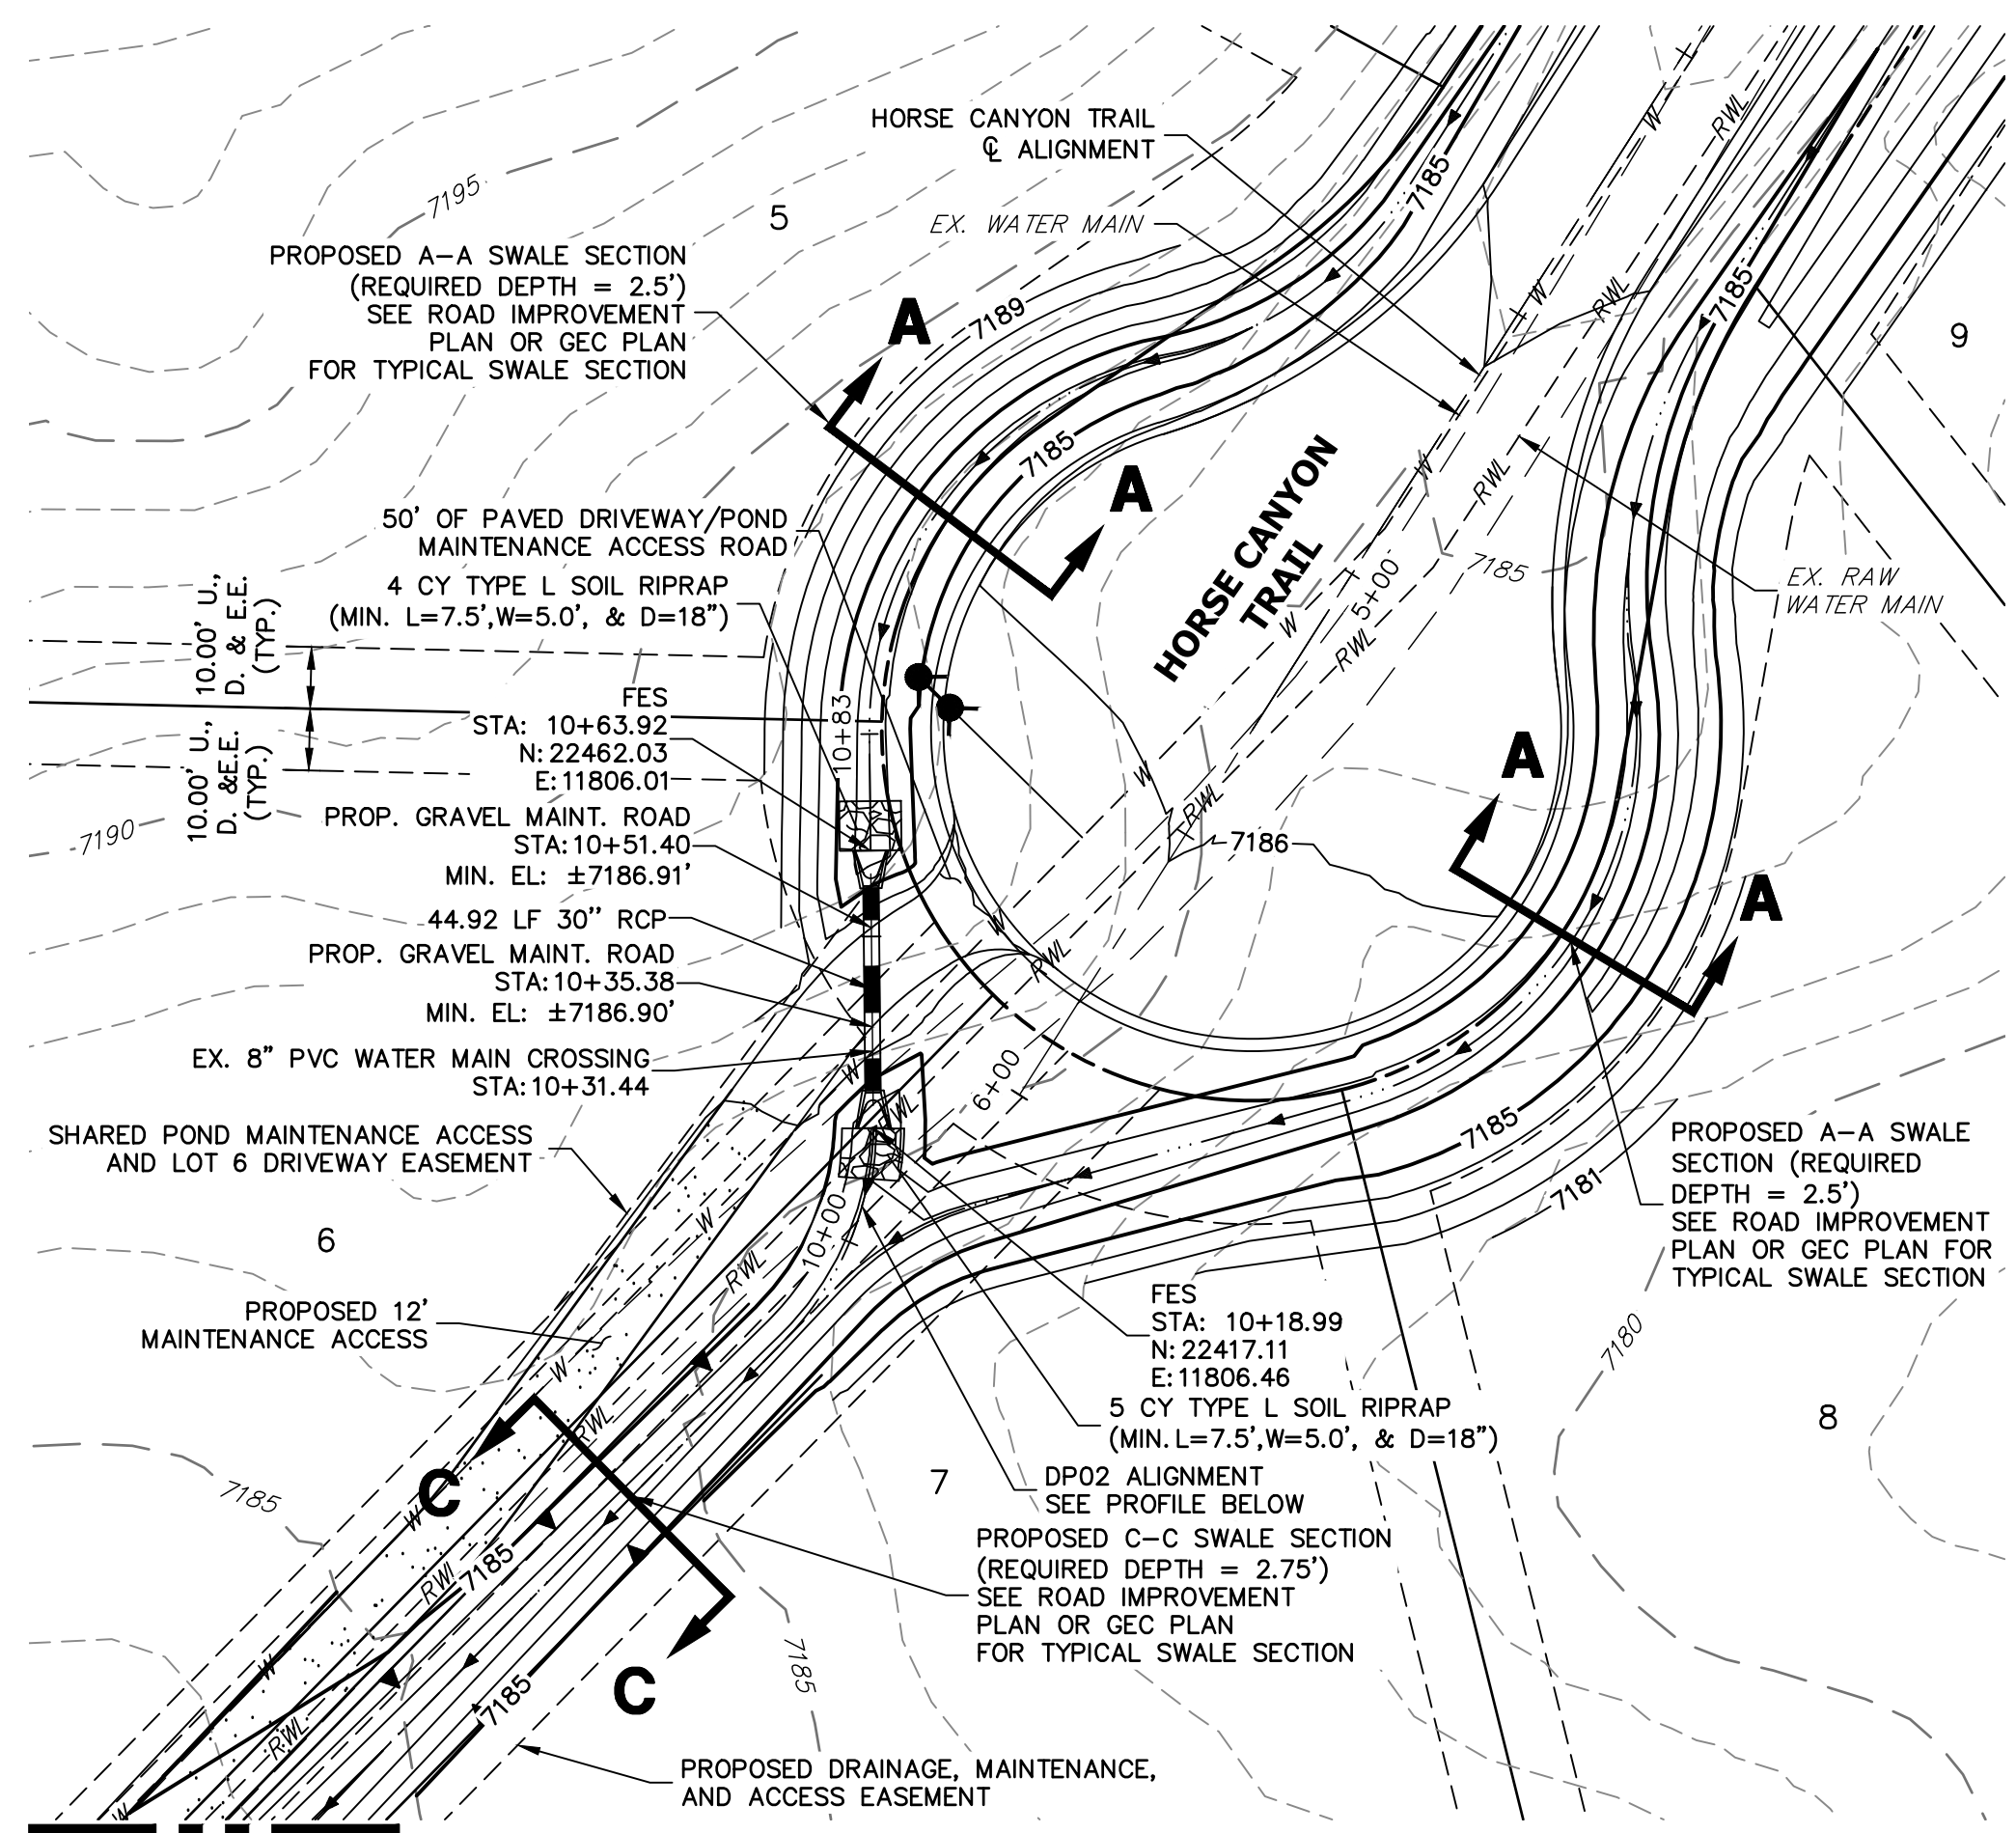 HORSE CANYON TRAIL
℄ ALIGNMENT
7195
5
EX. WATER MAIN
7185
W
RWL
PROPOSED A-A SWALE SECTION
(REQUIRED DEPTH = 2.5')
SEE ROAD IMPROVEMENT
PLAN OR GEC PLAN
FOR TYPICAL SWALE SECTION
7189
A
W
RWL
7185
9
7185
A
HORSE CANYON
TRAIL
W
RWL
50' OF PAVED DRIVEWAY/POND
MAINTENANCE ACCESS ROAD
4 CY TYPE L SOIL RIPRAP
(MIN. L=7.5',W=5.0', & D=18")
7185
5+00
EX. RAW
WATER MAIN
W
RWL
10.00' U.,
D. & E.E.
(TYP.)
10.00' U.,
D. &E.E.
(TYP.)
FES
STA: 10+63.92
N:22462.03
E:11806.01
10+83
A
W
RWL
7190
PROP. GRAVEL MAINT. ROAD
STA:10+51.40
MIN. EL: ±7186.91'
7186
A
44.92 LF 30" RCP
W
RWL
PROP. GRAVEL MAINT. ROAD
STA:10+35.38
MIN. EL: ±7186.90'
EX. 8" PVC WATER MAIN CROSSING
STA:10+31.44
W
RWL
6+00
SHARED POND MAINTENANCE ACCESS
AND LOT 6 DRIVEWAY EASEMENT
7185
7181
PROPOSED A-A SWALE
SECTION (REQUIRED
DEPTH = 2.5')
SEE ROAD IMPROVEMENT
PLAN OR GEC PLAN FOR
TYPICAL SWALE SECTION
6
W
RWL
10+00
PROPOSED 12'
MAINTENANCE ACCESS
FES
STA: 10+18.99
N:22417.11
E:11806.46
7180
W
RWL
5 CY TYPE L SOIL RIPRAP
(MIN.L=7.5',W=5.0', & D=18")
8
C
7
7185
DP02 ALIGNMENT
SEE PROFILE BELOW
W
RWL
7185
PROPOSED C-C SWALE SECTION
(REQUIRED DEPTH = 2.75')
SEE ROAD IMPROVEMENT
PLAN OR GEC PLAN
FOR TYPICAL SWALE SECTION
7185
W
7185
C
RWL
PROPOSED DRAINAGE, MAINTENANCE,
AND ACCESS EASEMENT
W